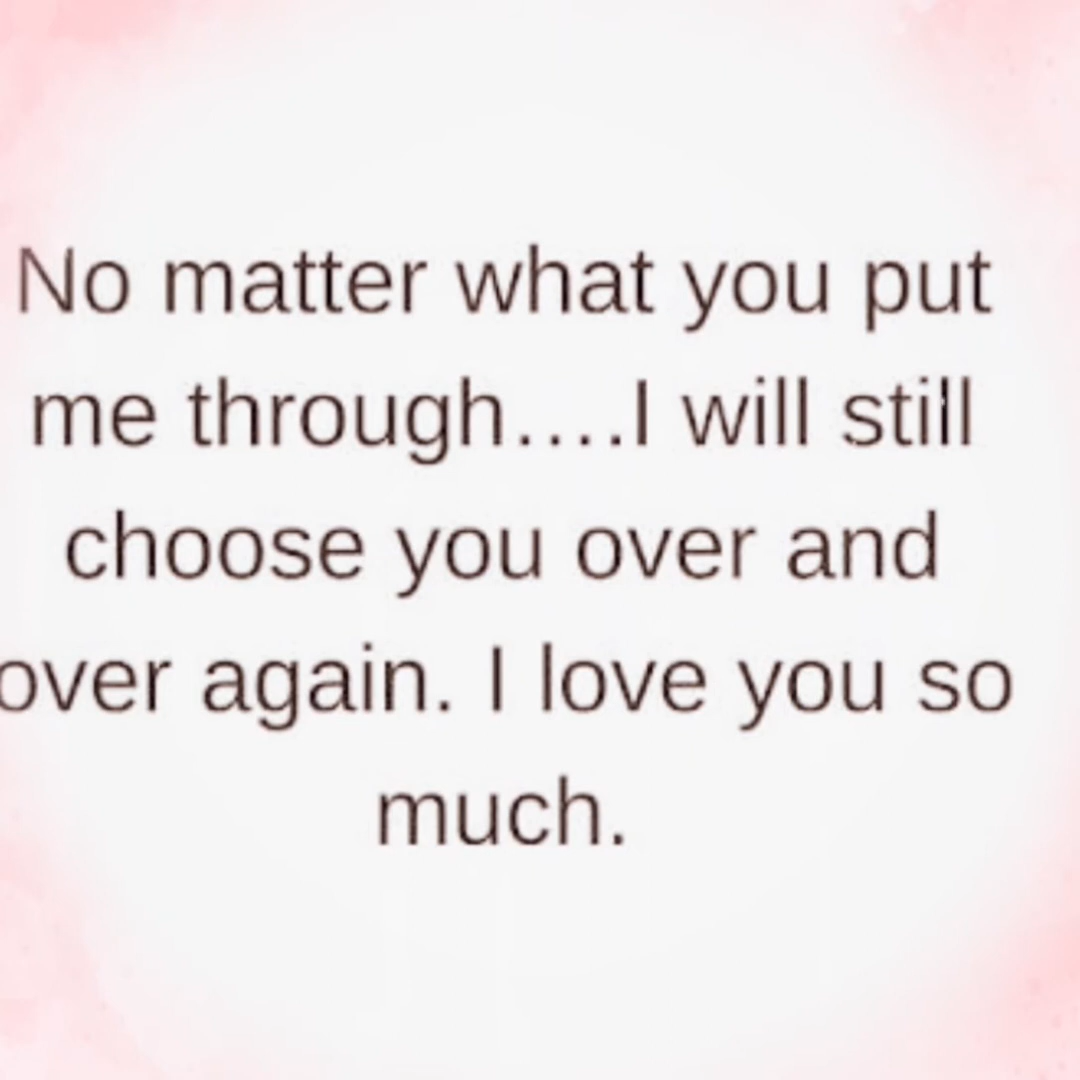 No matter what you put
me through....I will still
choose you over and
over again. I love you so
much.